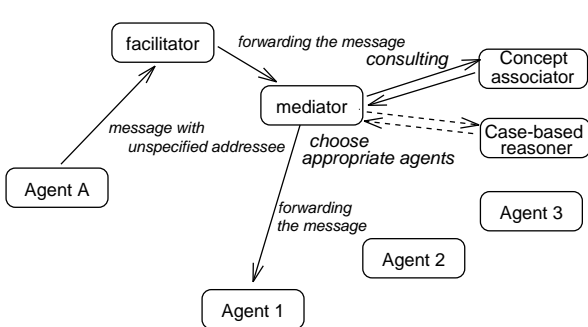 facilitator
forwarding the message
consulting
Concept
associator
mediator
message with
unspecified addressee
choose
appropriate agents
Case-based
reasoner
Agent A
forwarding
the message
Agent 3
Agent 2
Agent 1